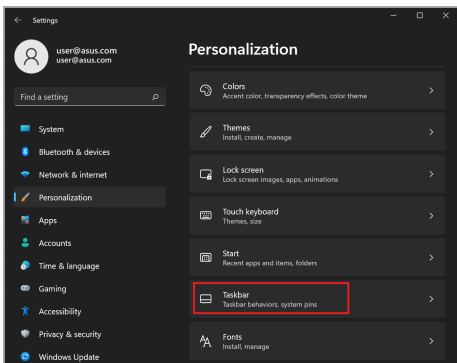 Settings
user@asus.com
user@asus.com
Find a setting
System
Bluetooth & devices
Network & internet
Personalization
Apps
Accounts
Time & language
Gaming
Accessibility
Privacy & security
Windows Update
Personalization
Colors
Accent color, transparency effects, color theme
Themes
Install, create, manage
Lock screen
Lock screen images, apps, animations
Touch keyboard
Themes, size
Start
Recent apps and items, folders
Taskbar
Taskbar behaviors, system pins
Fonts
Install, manage